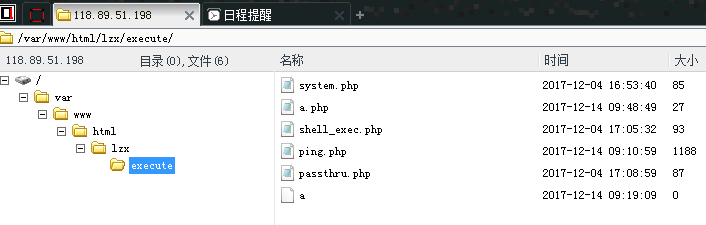 118.89.51.198 日程提醒
/var/www/html/lzx/execute/
118.89.51.198 目录(0),文件(6) 名称 时间 大小
/
var
www
html
lzx
execute
system.php 2017-12-04 16:53:40 85
a.php 2017-12-14 09:48:49 27
shell_exec.php 2017-12-04 17:05:32 93
ping.php 2017-12-14 09:10:59 1188
passthru.php 2017-12-04 17:08:59 87
a 2017-12-14 09:19:09 0